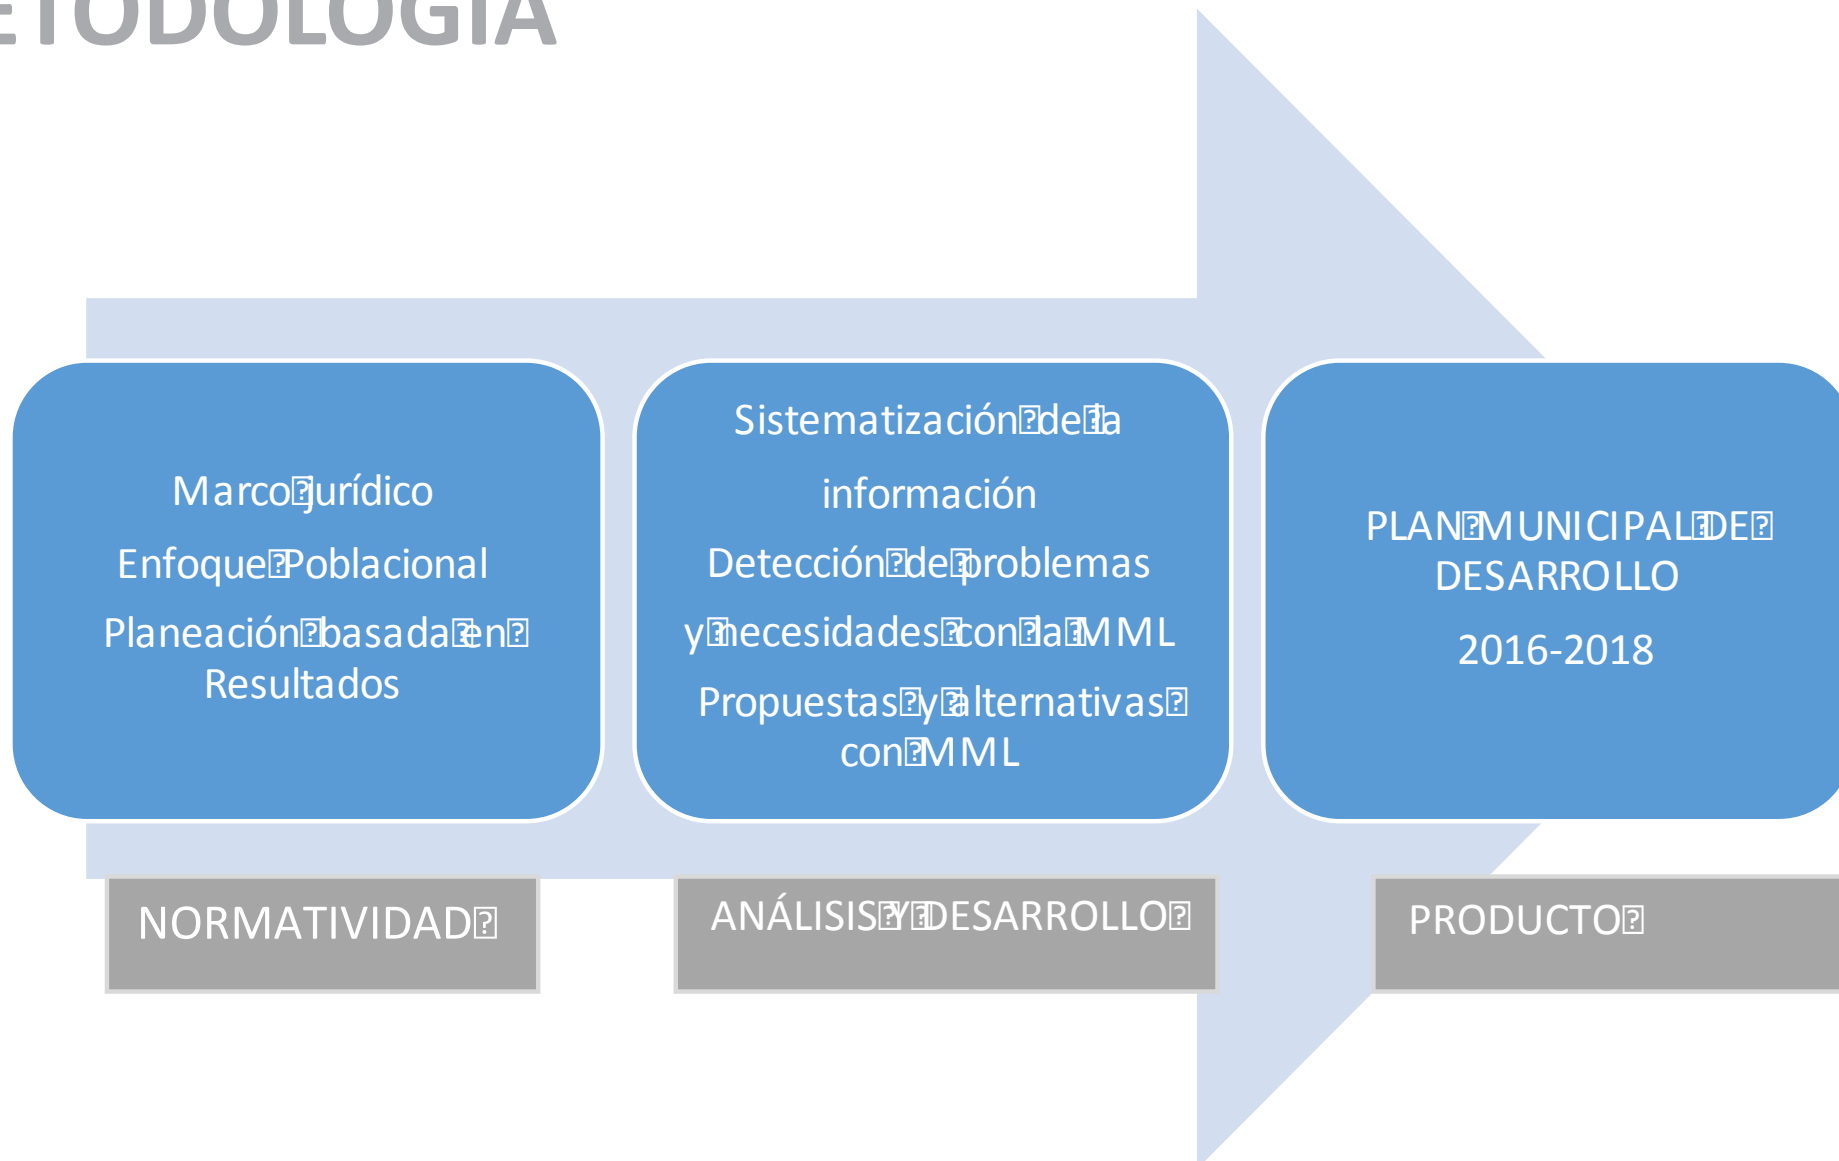 ETODOLOGÍA
Marco jurídico
Enfoque Poblacional
Planeación basada en
Resultados
Sistematización de la
información
Detección de problemas
y necesidades con la MML
Propuestas y alternativas
con MML
PLAN MUNICIPAL DE
DESARROLLO
2016-2018
NORMATIVIDAD
ANÁLISIS Y DESARROLLO
PRODUCTO